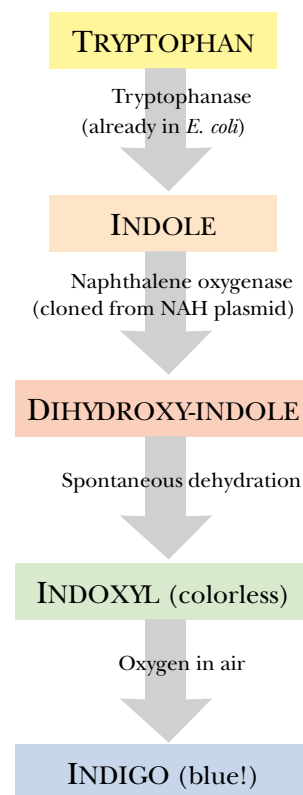 TRYPTOPHAN
Tryptophanase
(already in E. coli)
INDOLE
Naphthalene oxygenase
(cloned from NAH plasmid)
DIHYDROXY-INDOLE
Spontaneous dehydration
INDOXYL (colorless)
Oxygen in air
INDIGO (blue!)